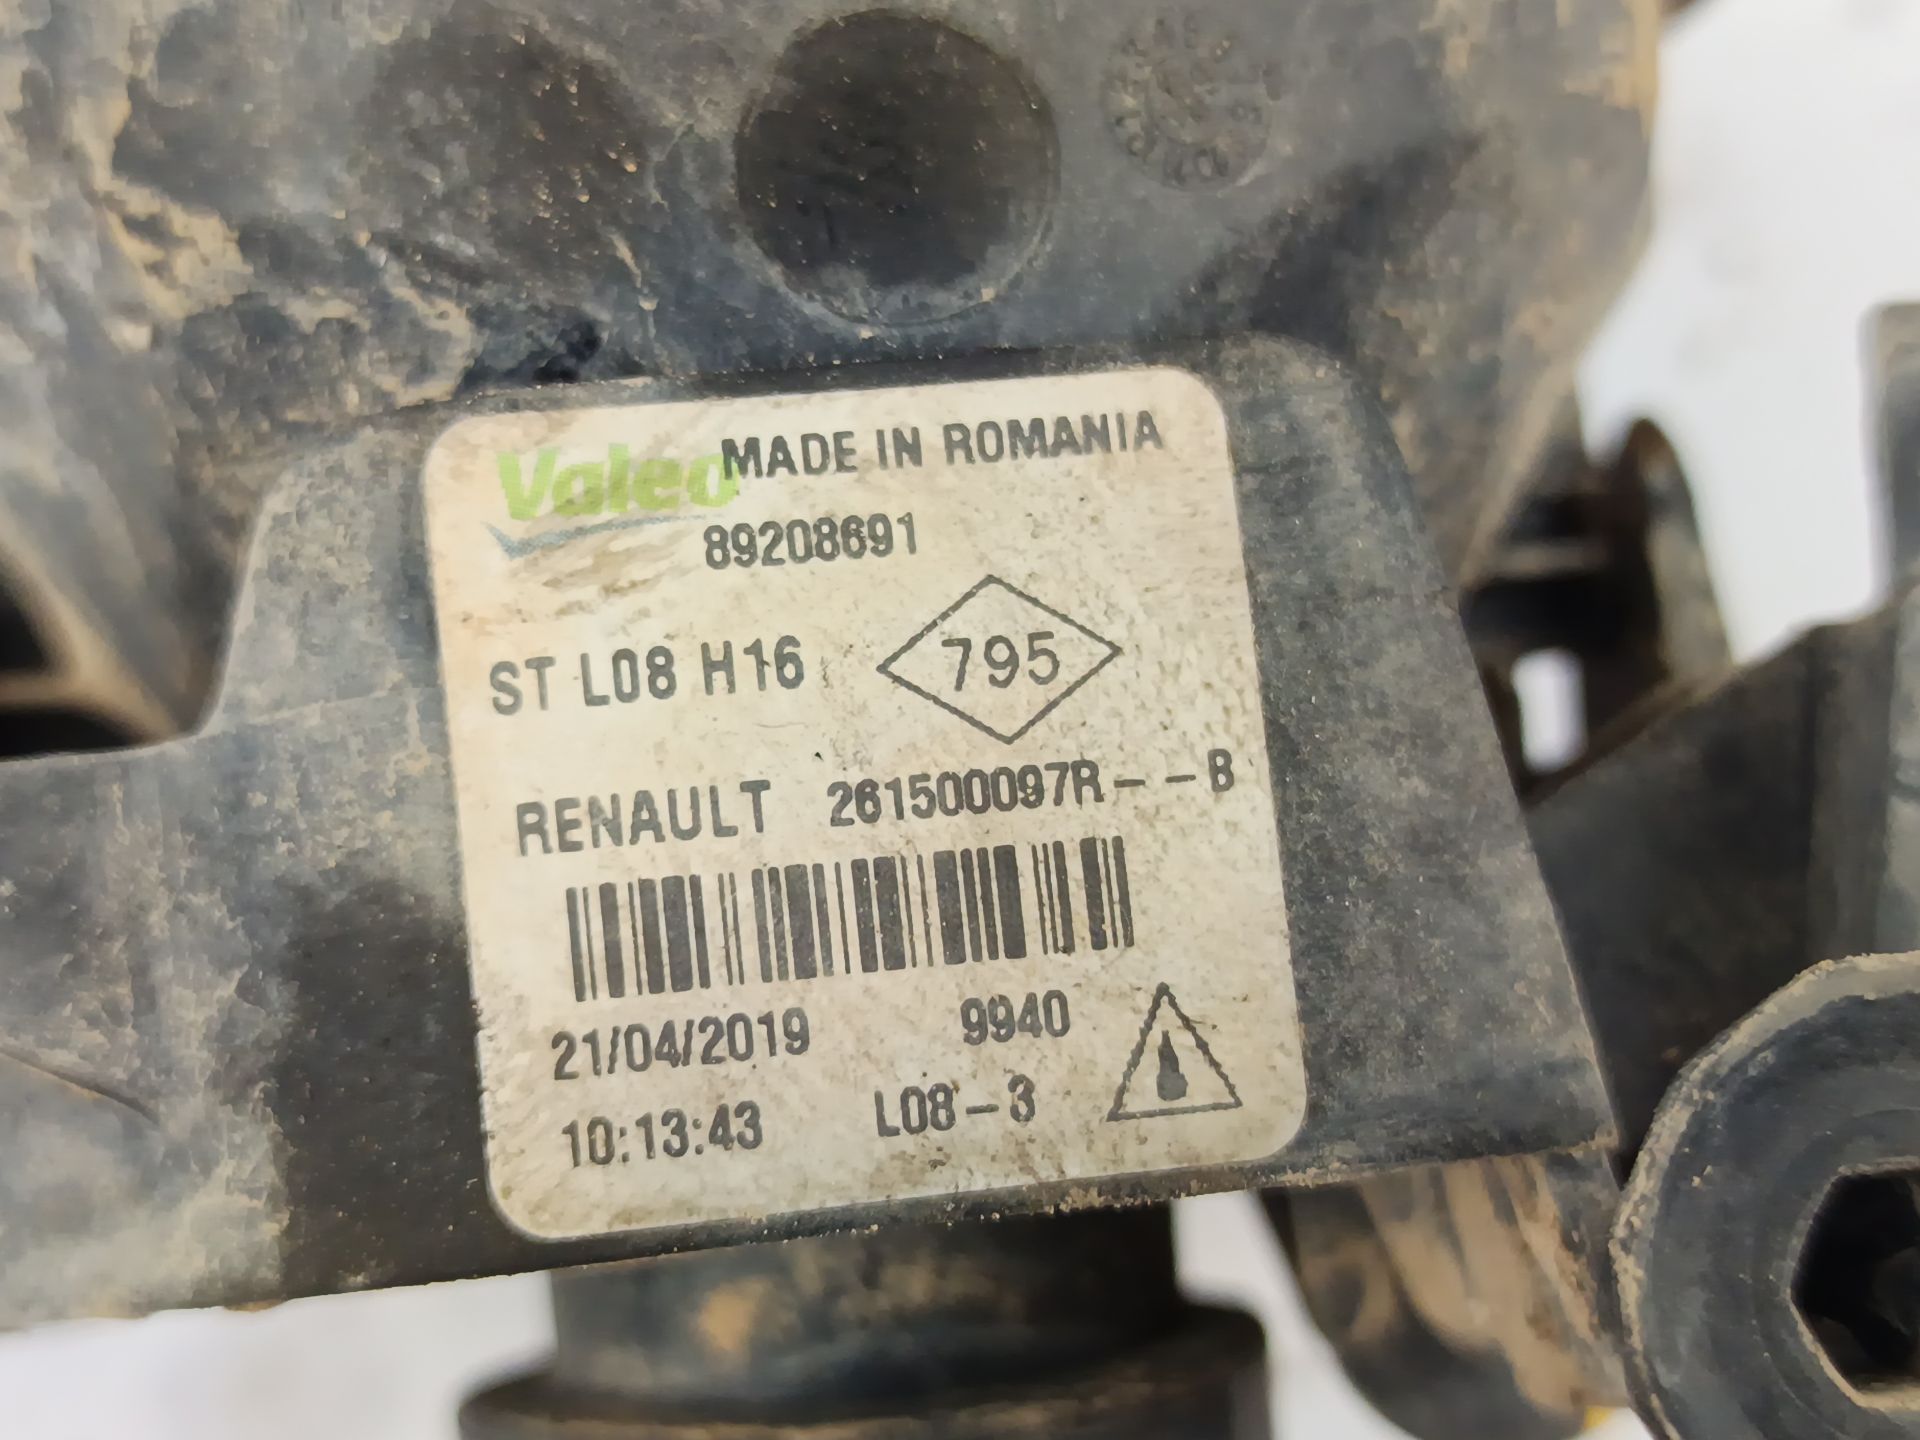 Valeo MADE IN ROMANIA
89208691
ST L08 H16 795
RENAULT 261500097R--B
21/04/2019 9940
10:13:43 L08-3